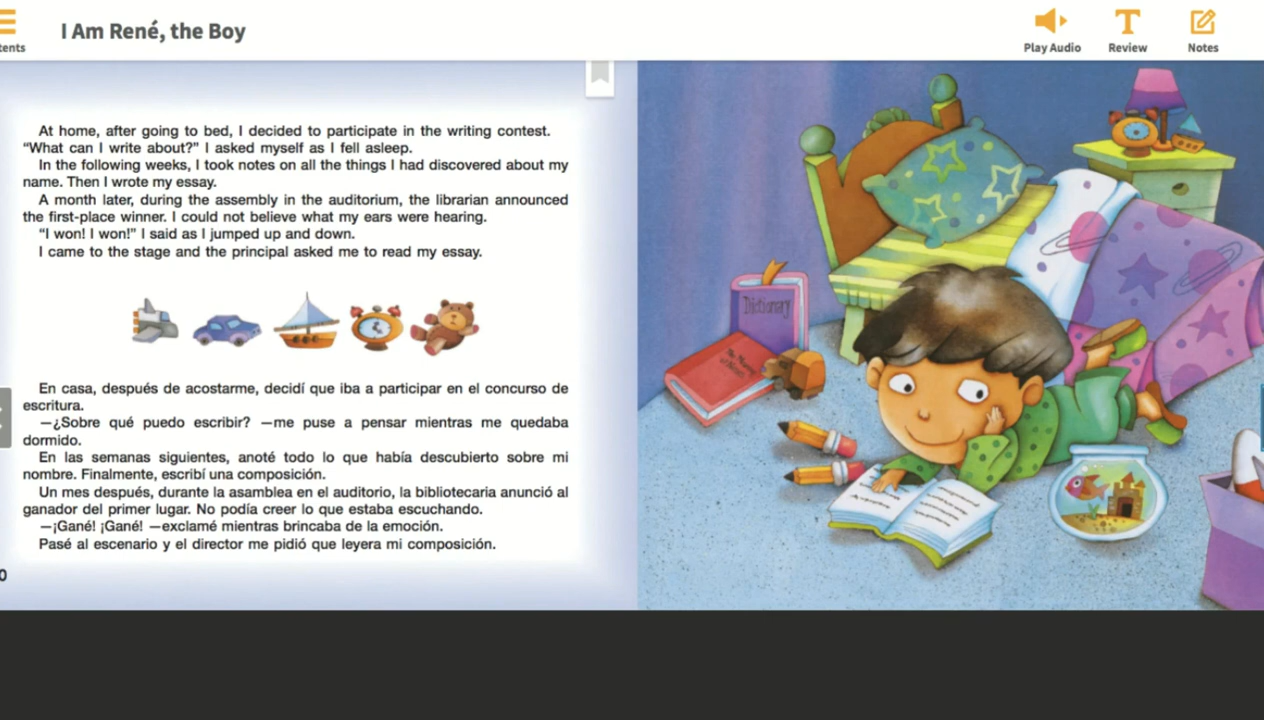 I Am René, the Boy
Play Audio
Review
Notes
At home, after going to bed, I decided to participate in the writing contest.
“What can I write about?” I asked myself as I fell asleep.
In the following weeks, I took notes on all the things I had discovered about my
name. Then I wrote my essay.
A month later, during the assembly in the auditorium, the librarian announced
the first-place winner. I could not believe what my ears were hearing.
“I won! I won!” I said as I jumped up and down.
I came to the stage and the principal asked me to read my essay.
En casa, después de acostarme, decidí que iba a participar en el concurso de
escritura.
—¿Sobre qué puedo escribir? —me puse a pensar mientras me quedaba
dormido.
En las semanas siguientes, anoté todo lo que había descubierto sobre mi
nombre. Finalmente, escribí una composición.
Un mes después, durante la asamblea en el auditorio, la bibliotecaria anunció al
ganador del primer lugar. No podía creer lo que estaba escuchando.
—¡Gané! ¡Gané! —exclamé mientras brincaba de la emoción.
Pasé al escenario y el director me pidió que leyera mi composición.
Dictionary